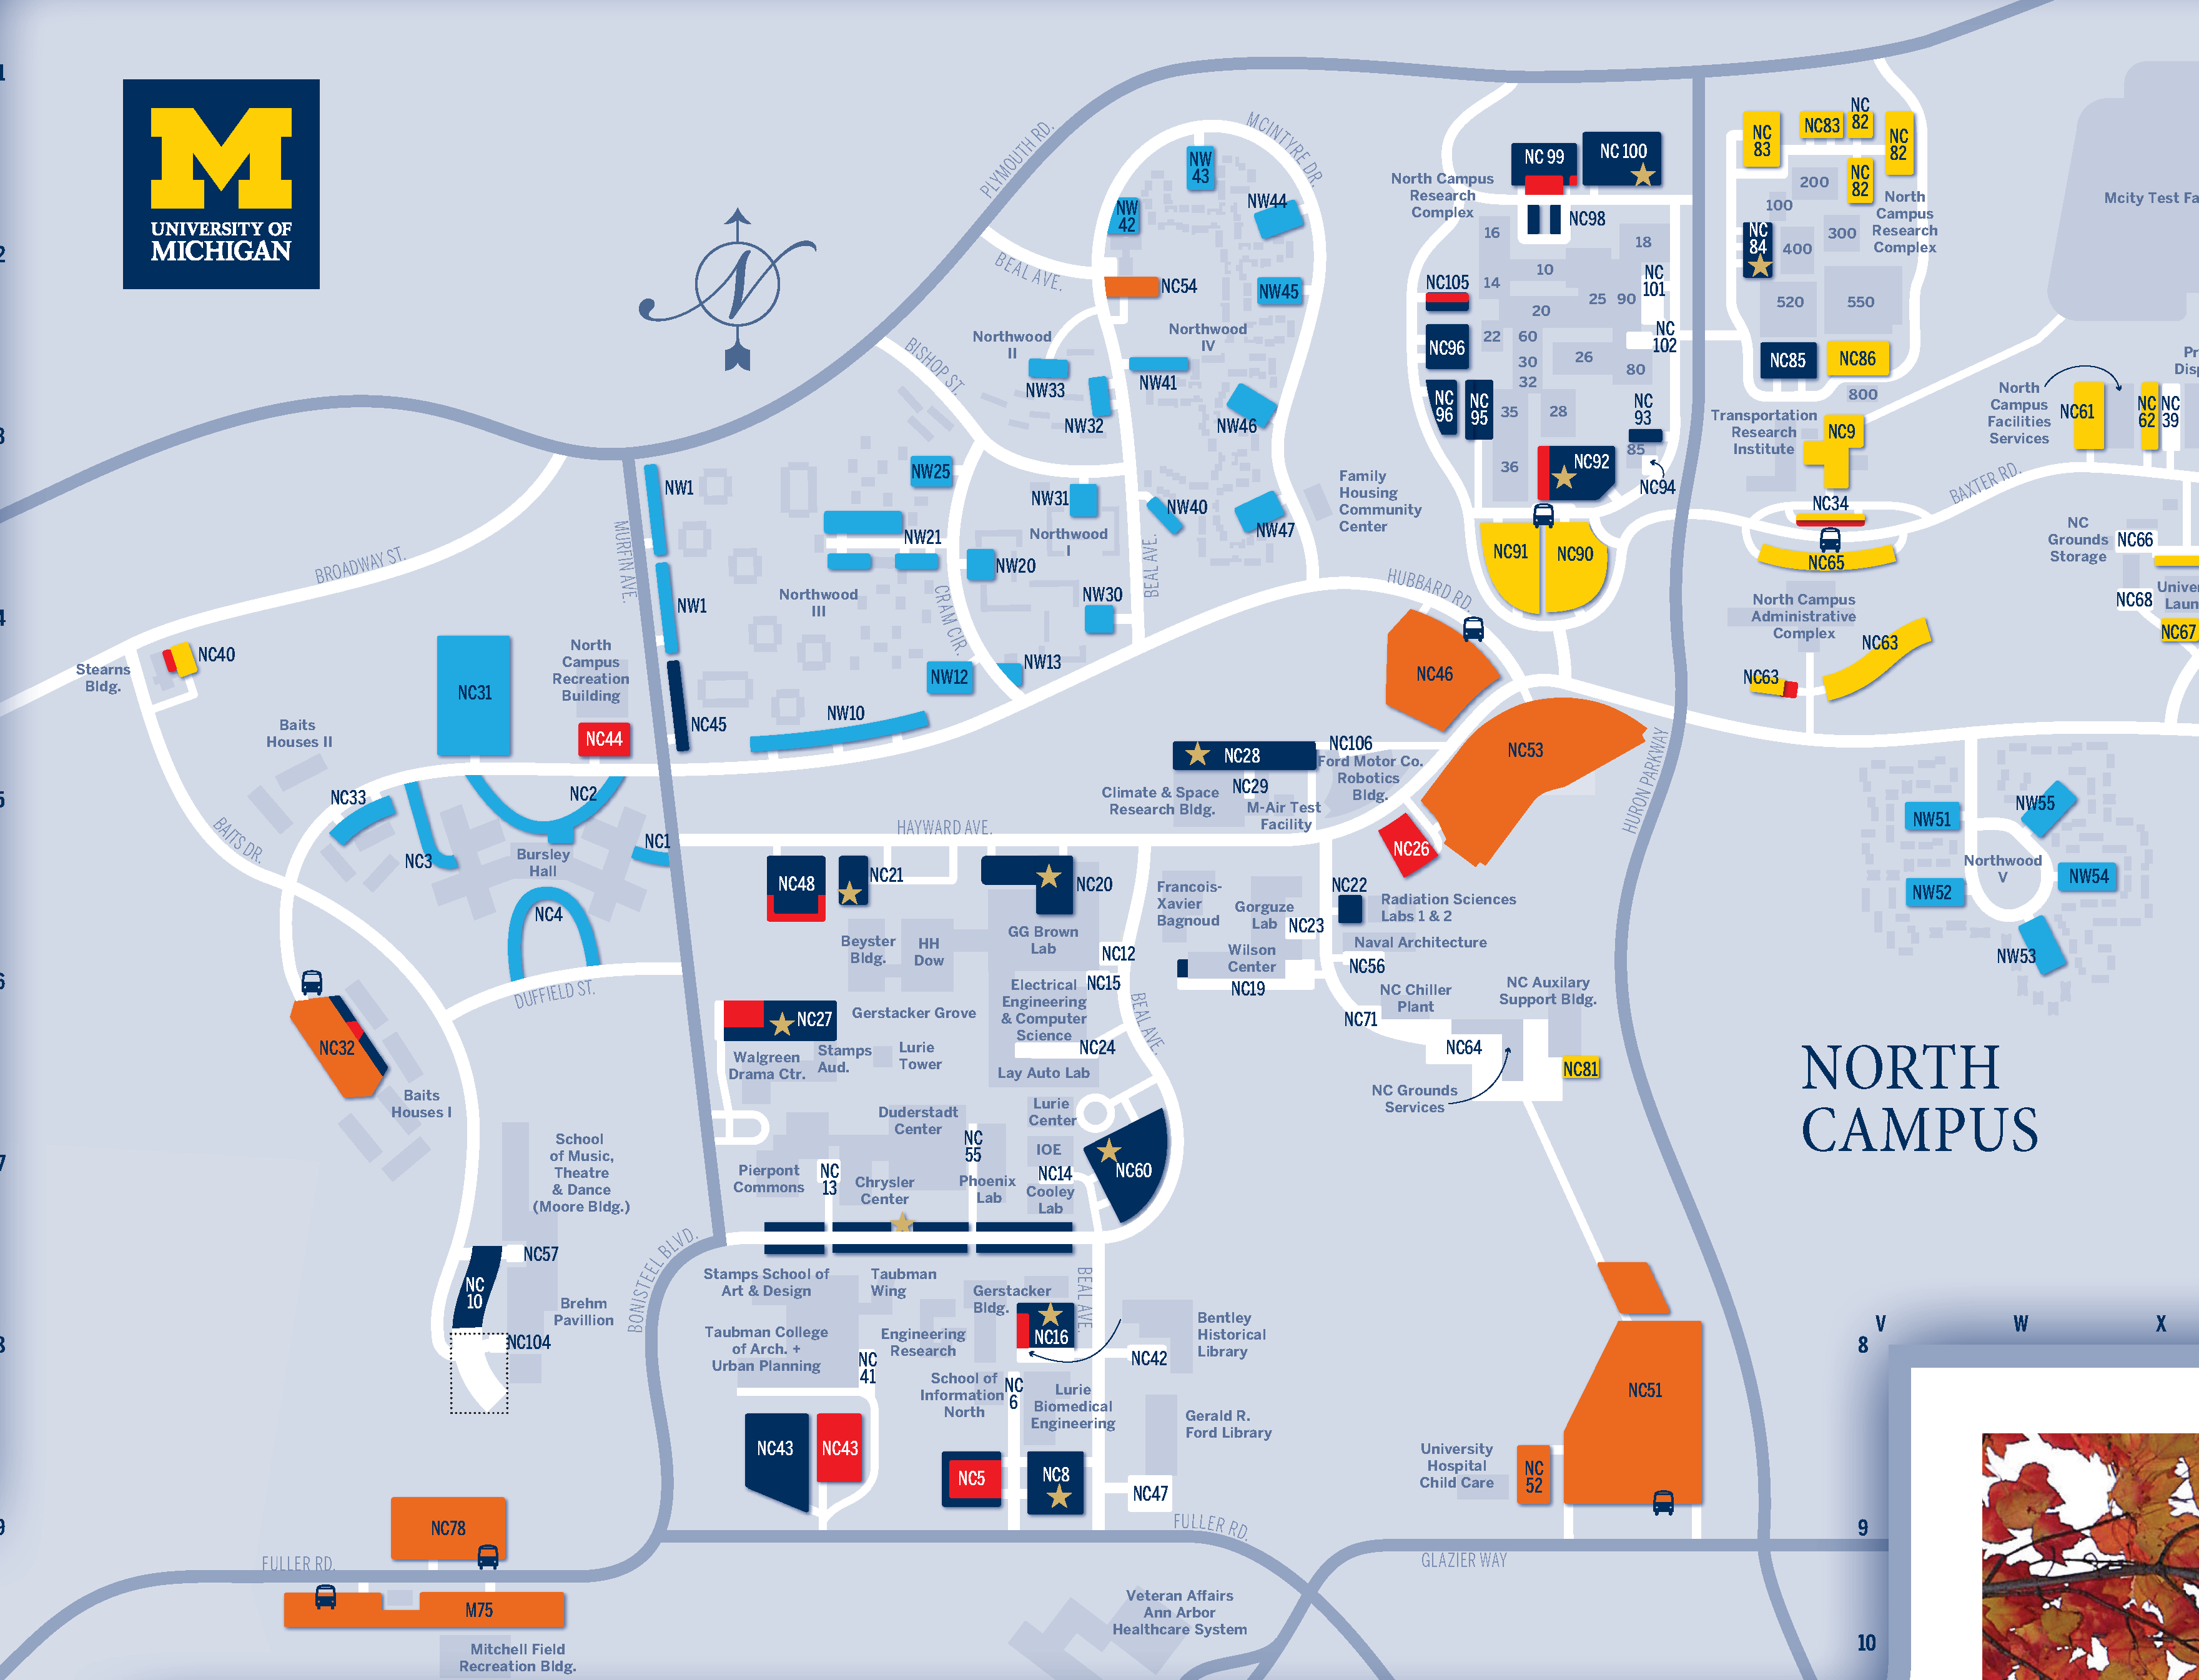 1
2
3
4
5
6
7
8
9
UNIVERSITY OF
MICHIGAN
N
PLYMOUTH RD.
MCINTYRE DR.
BEAL AVE.
BISHOP ST.
NW
43
NW
42
NW44
NC54
NW45
Northwood
II
Northwood
IV
NW33
NW41
NW32
NW46
NW25
NW31
NW40
NW47
Northwood
I
NW21
NW20
NW30
Northwood
III
CRAM CIR.
BEAL AVE.
NW13
NW12
NW10
Family
Housing
Community
Center
North Campus
Research
Complex
NC 99
NC 100
NC98
16
18
10
NC
101
NC105
14
25
90
20
22
60
NC
102
NC96
30
26
80
32
NC
96
NC
95
35
28
NC
93
85
36
NC92
NC94
NC91
NC90
NC
83
NC83
NC
82
NC
82
NC
82
200
100
North
Campus
Research
Complex
NC
84
300
400
520
550
NC85
NC86
800
Mcity Test Fa
Transportation
Research
Institute
NC9
NC34
NC65
North
Campus
Facilities
Services
NC61
NC
62
NC
39
Pr
Disp
BAXTER RD.
NC
Grounds
Storage
NC66
NC68
Univer
Laun
NC67
North Campus
Administrative
Complex
NC63
NC63
BROADWAY ST.
MURFIN AVE.
NW1
NW1
Stearns
Bldg.
NC40
NC31
North
Campus
Recreation
Building
NC44
NC45
Baits
Houses II
BAITS DR.
NC33
NC2
NC3
NC1
Bursley
Hall
NC4
DUFFIELD ST.
NC32
Baits
Houses I
HUBBARD RD.
NC46
NC53
HURON PARKWAY
NC28
NC106
Ford Motor Co.
Robotics
Bldg.
NC29
Climate & Space
Research Bldg.
M-Air Test
Facility
HAYWARD AVE.
NC26
NC48
NC21
NC20
Beyster
Bldg.
HH
Dow
GG Brown
Lab
Francois-
Xavier
Bagnoud
Gorguze
Lab
NC23
NC22
Radiation Sciences
Labs 1 & 2
Wilson
Center
NC19
Naval Architecture
NC56
NC12
NC15
Electrical
Engineering
& Computer
Science
BEAL AVE.
NC24
Lay Auto Lab
NC27
Gerstacker Grove
Walgreen
Drama Ctr.
Stamps
Aud.
Lurie
Tower
NC71
NC Chiller
Plant
NC Auxilary
Support Bldg.
NC64
NC81
NC Grounds
Services
NW51
NW55
Northwood
V
NW52
NW54
NW53
NORTH
CAMPUS
School
of Music,
Theatre
& Dance
(Moore Bldg.)
NC57
NC
10
Brehm
Pavillion
NC104
Duderstadt
Center
Lurie
Center
NC
55
IOE
NC14
Cooley
Lab
NC60
Pierpont
Commons
NC
13
Chrysler
Center
Phoenix
Lab
BONISTEEL BLVD.
Stamps School of
Art & Design
Taubman
Wing
Gerstacker
Bldg.
BEAL AVE.
NC16
Taubman College
of Arch. +
Urban Planning
Engineering
Research
NC
41
Bentley
Historical
Library
NC42
School of
Information
North
NC
6
Lurie
Biomedical
Engineering
Gerald R.
Ford Library
NC43
NC43
NC5
NC8
NC47
FULLER RD.
NC51
University
Hospital
Child Care
NC
52
GLAZIER WAY
NC78
FULLER RD.
M75
Mitchell Field
Recreation Bldg.
Veteran Affairs
Ann Arbor
Healthcare System
V
W
X
8
9
10